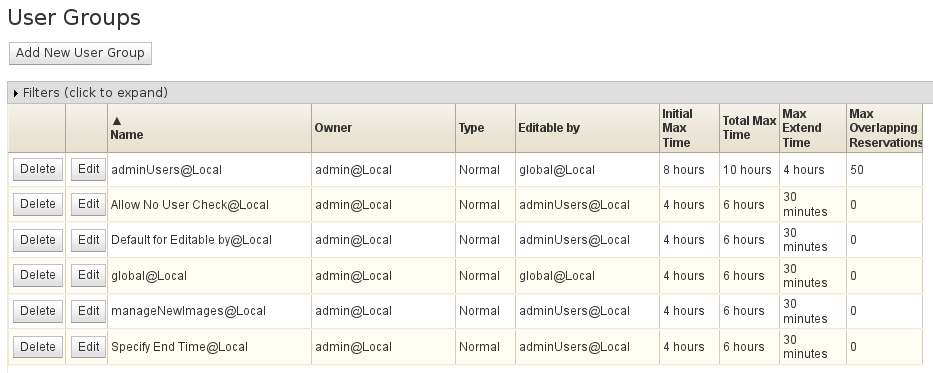 User Groups
Add New User Group
Filters (click to expand)
▲ Name Owner Type Editable by Initial Max Time Total Max Time Max Extend Time Max Overlapping Reservations
Delete Edit adminUsers@Local admin@Local Normal global@Local 8 hours 10 hours 4 hours 50
Delete Edit Allow No User Check@Local admin@Local Normal adminUsers@Local 4 hours 6 hours 30 minutes 0
Delete Edit Default for Editable by@Local admin@Local Normal adminUsers@Local 4 hours 6 hours 30 minutes 0
Delete Edit global@Local admin@Local Normal global@Local 4 hours 6 hours 30 minutes 0
Delete Edit manageNewImages@Local admin@Local Normal adminUsers@Local 4 hours 6 hours 30 minutes 0
Delete Edit Specify End Time@Local admin@Local Normal adminUsers@Local 4 hours 6 hours 30 minutes 0